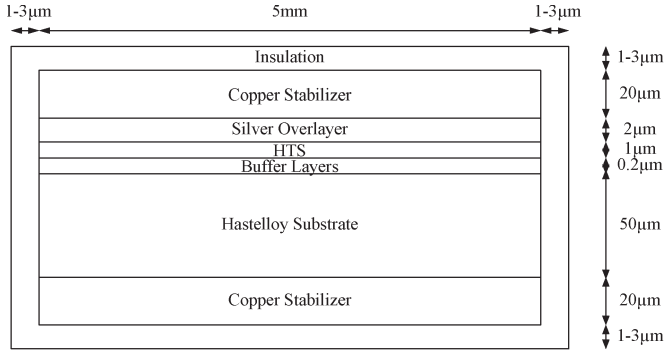 1-3μm 5mm 1-3μm
Insulation 1-3μm
Copper Stabilizer 20μm
Silver Overlayer 2μm
HTS 1μm
Buffer Layers 0.2μm
Hastelloy Substrate 50μm
Copper Stabilizer 20μm
1-3μm